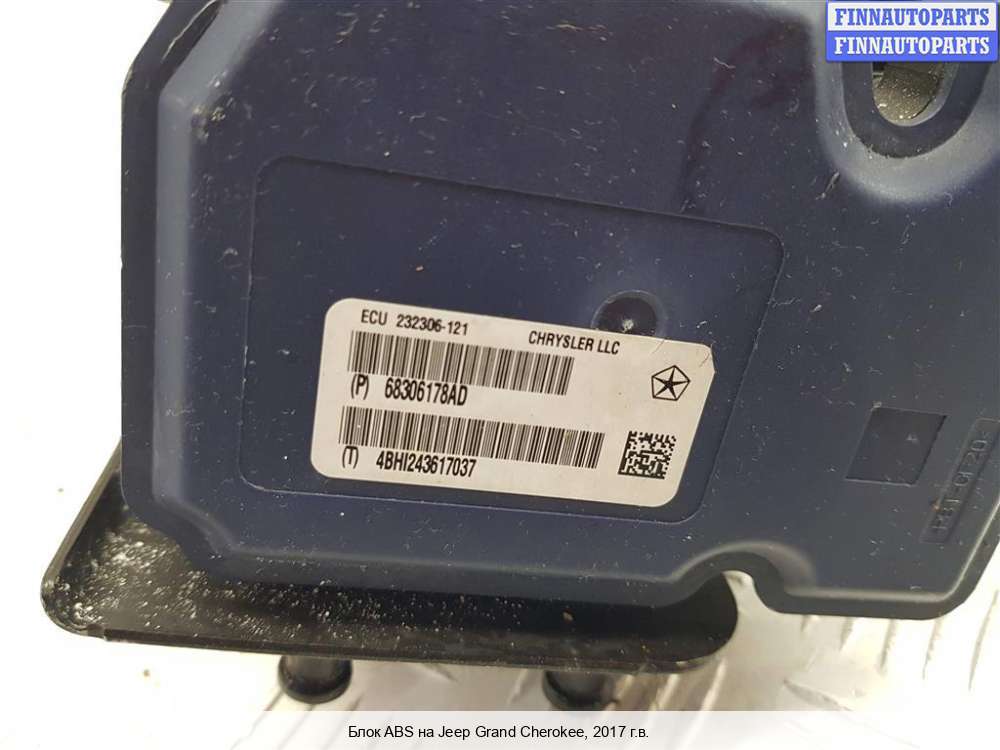 FINNAUTOPARTS
FINNAUTOPARTS
ECU 232306-121
CHRYSLER LLC
(P) 68306178AD
(T) 4BHI243617037
Блок ABS на Jeep Grand Cherokee, 2017 г.в.